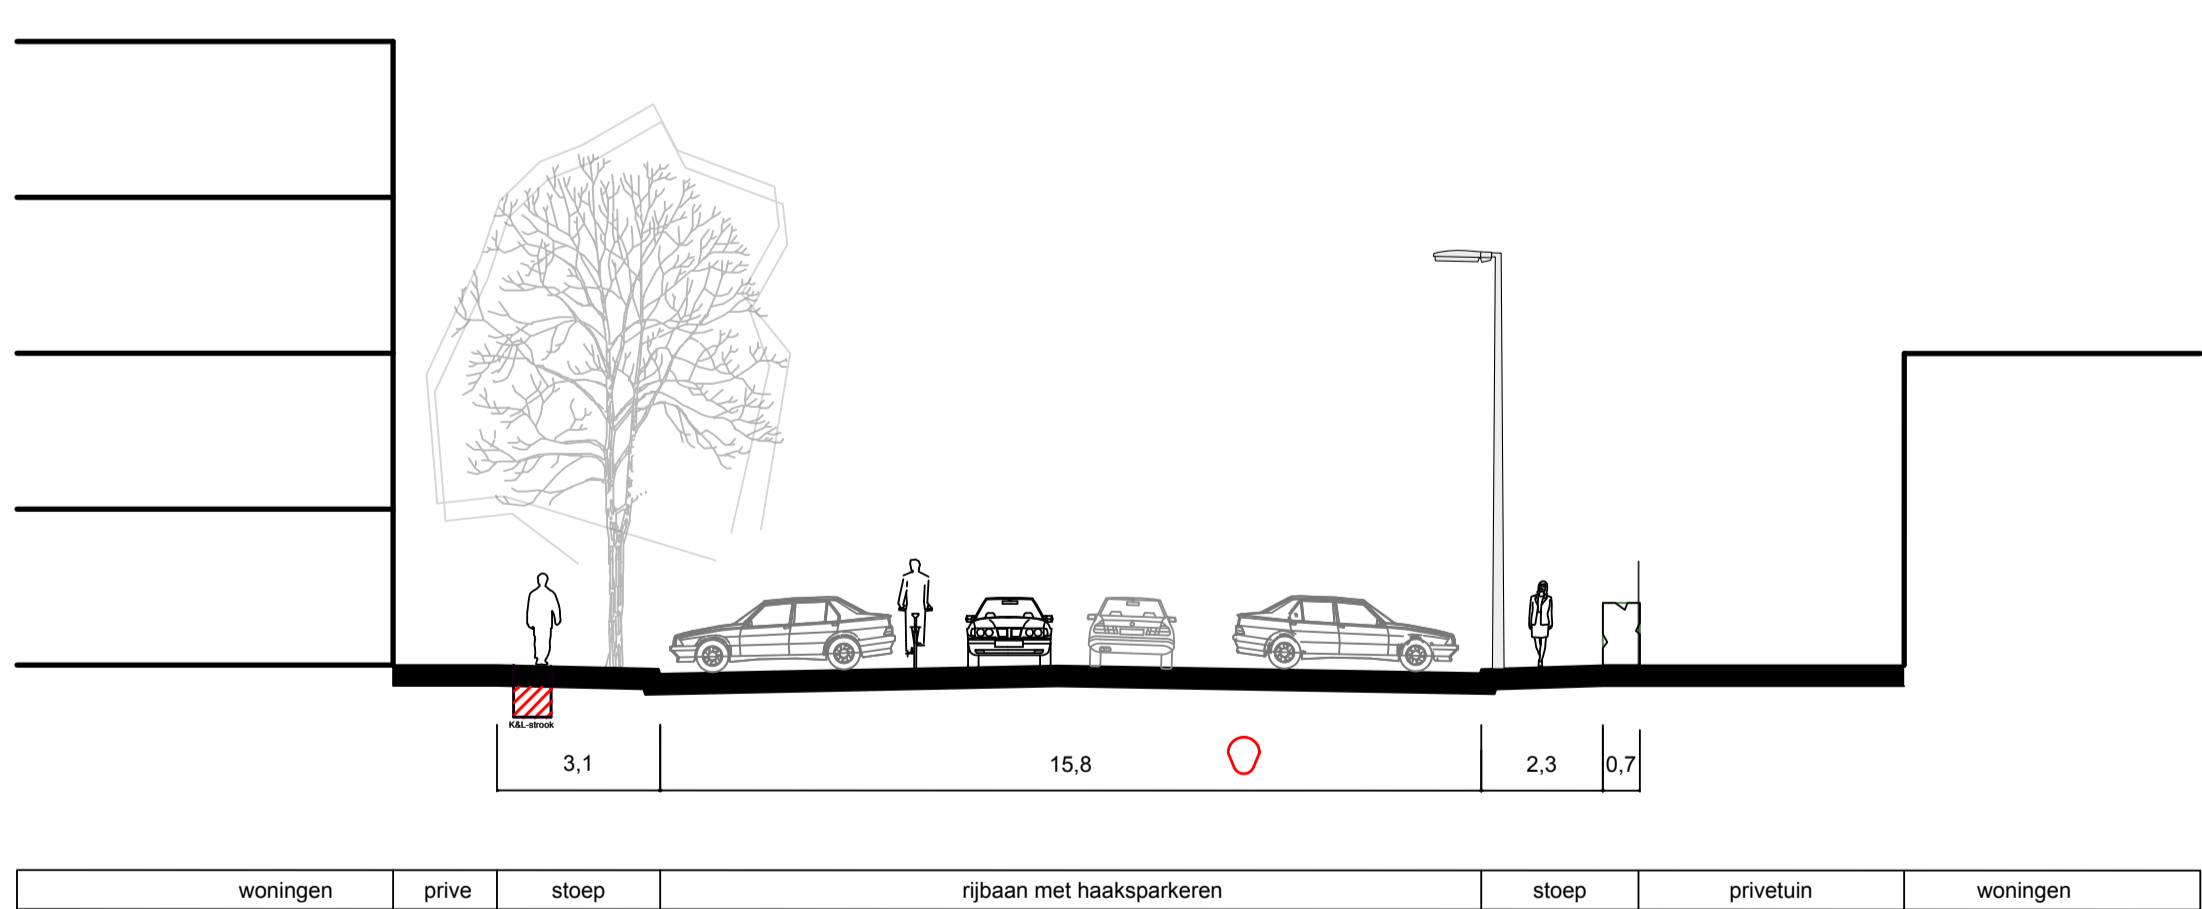 K&L-strook
3,1
15,8
2,3
0,7
woningen
prive
stoep
rijbaan met haaksparkeren
stoep
privetuin
woningen